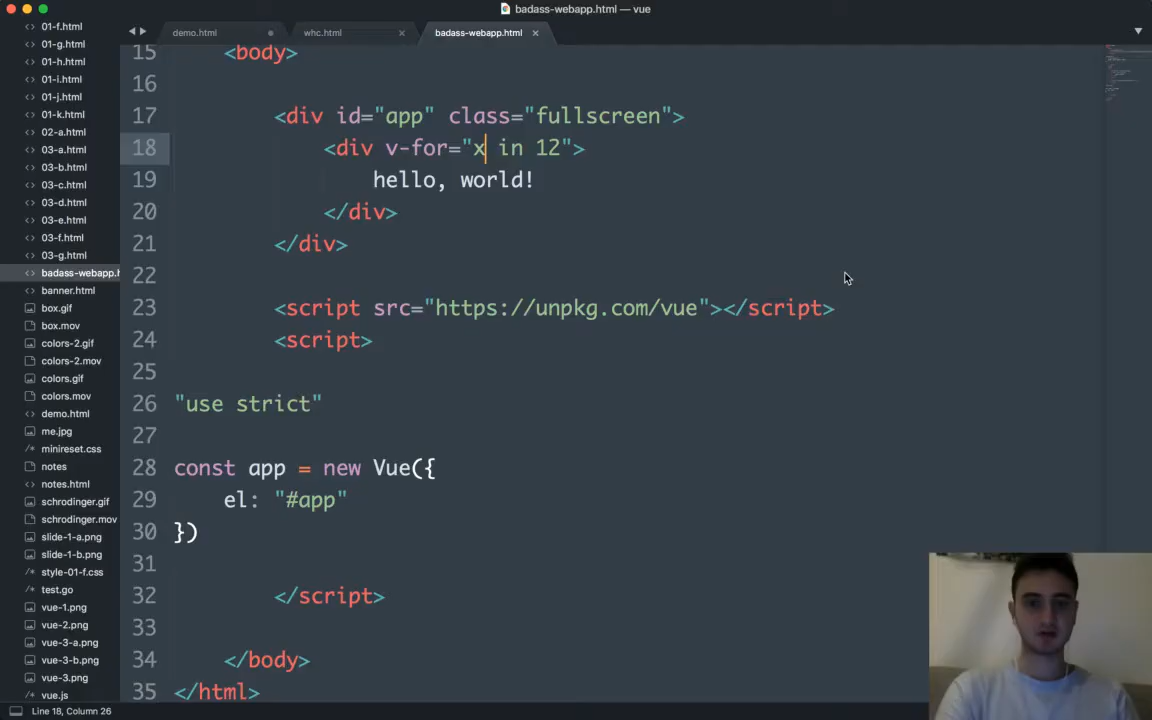 badass-webapp.html — vue
demo.html
whc.html
badass-webapp.html
01-f.html
01-g.html
01-h.html
01-i.html
01-j.html
01-k.html
02-a.html
03-a.html
03-b.html
03-c.html
03-d.html
03-e.html
03-f.html
03-g.html
badass-webapp.h
banner.html
box.gif
box.mov
colors-2.gif
colors-2.mov
colors.gif
colors.mov
demo.html
me.jpg
minireset.css
notes
notes.html
schrodinger.gif
schrodinger.mov
slide-1-a.png
slide-1-b.png
style-01-f.css
test.go
vue-1.png
vue-2.png
vue-3-a.png
vue-3-b.png
vue-3.png
vue.js
15 <body>
16
17 <div id="app" class="fullscreen">
18 <div v-for="x in 12">
19 hello, world!
20 </div>
21 </div>
22
23 <script src="https://unpkg.com/vue"></script>
24 <script>
25
26 "use strict"
27
28 const app = new Vue({
29 el: "#app"
30 })
31
32 </script>
33
34 </body>
35 </html>
Line 18, Column 26